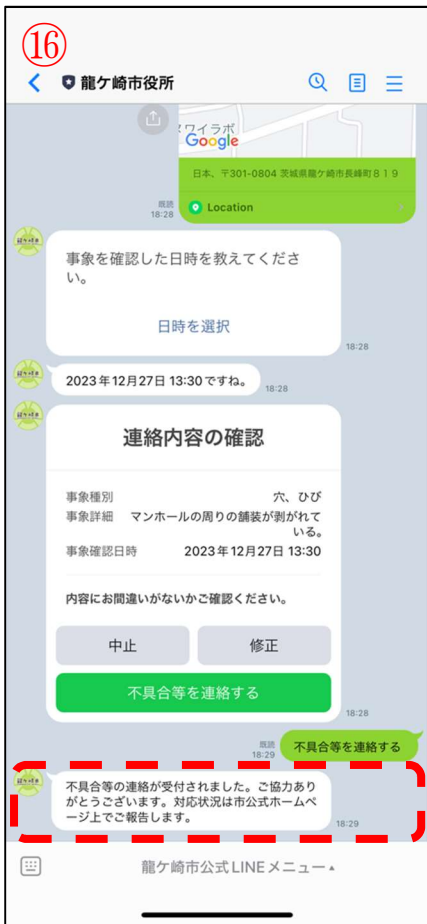 ⑯
龍ケ崎市役所
ワイラボ
Google
日本、〒301-0804 茨城県龍ケ崎市長峰町819
既読
18:28
Location
事象を確認した日時を教えてくださ
い。
日時を選択
18:28
2023年12月27日 13:30ですね。
18:28
連絡内容の確認
事象種別 穴、ひび
事象詳細 マンホールの周りの舗装が剥がれて
いる。
事象確認日時 2023年12月27日 13:30
内容にお間違いがないかご確認ください。
中止 修正
不具合等を連絡する
18:28
既読
18:29
不具合等を連絡する
不具合等の連絡が受付されました。ご協力あり
がとうございます。対応状況は市公式ホームペ
ージ上でご報告します。
18:29
龍ケ崎市公式LINEメニュー▲